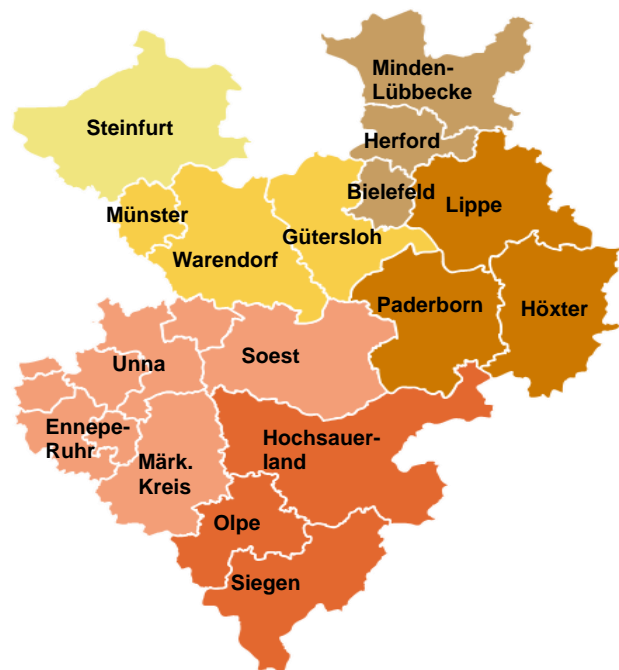 Minden-
Lübbecke
Steinfurt
Herford
Bielefeld
Lippe
Münster
Gütersloh
Warendorf
Paderborn
Höxter
Soest
Unna
Ennepe-
Ruhr
Hochsauer-
land
Märk.
Kreis
Olpe
Siegen